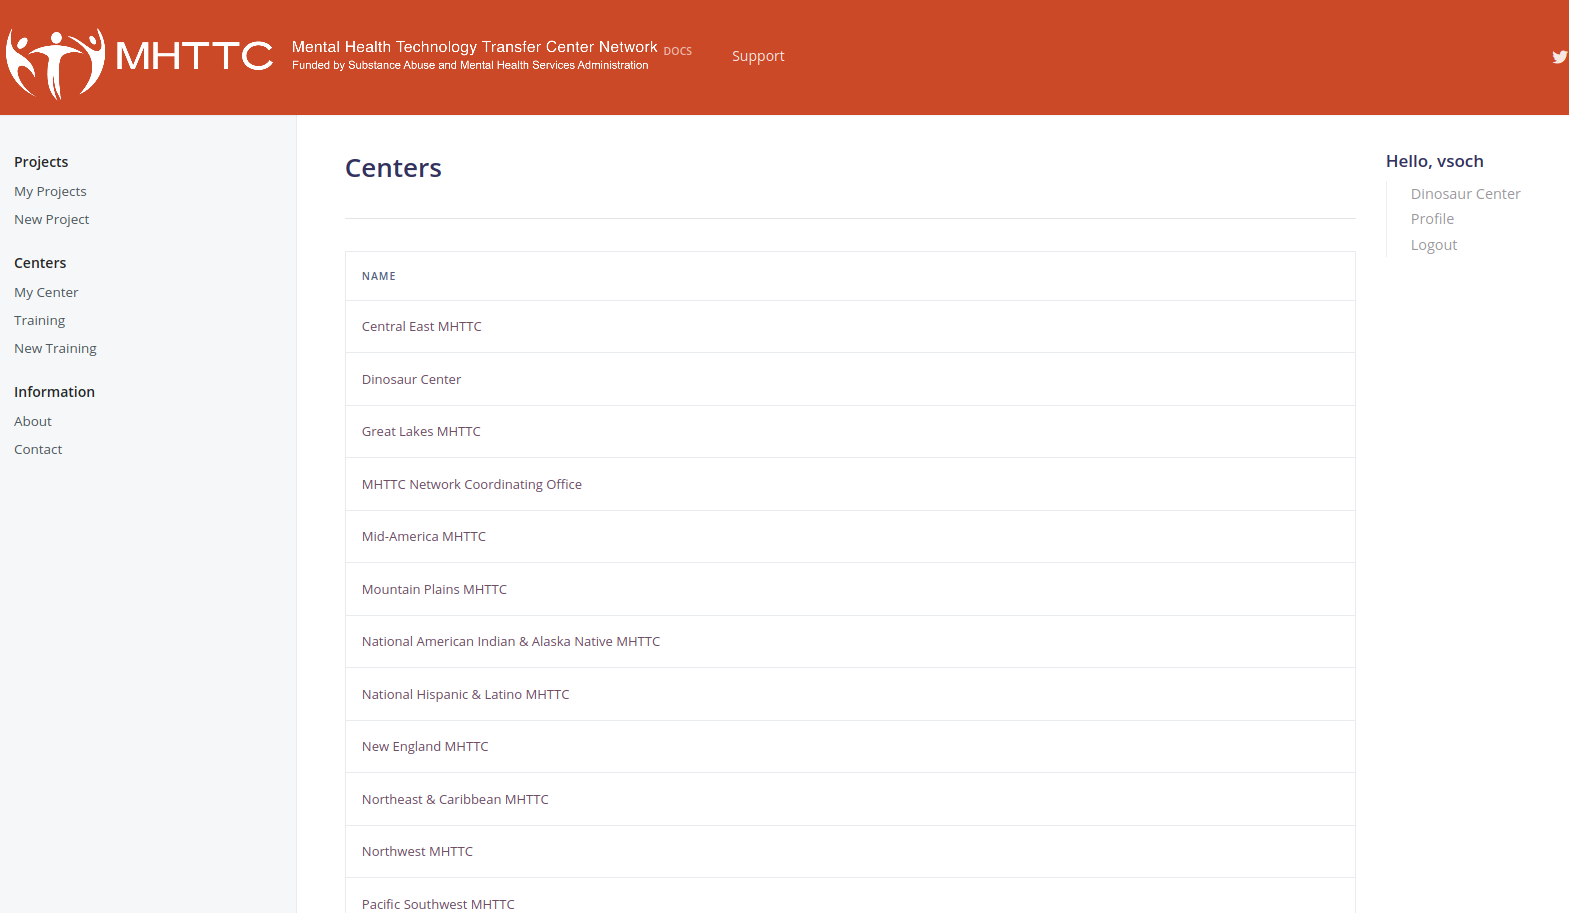 MHTTC
Mental Health Technology Transfer Center Network
Funded by Substance Abuse and Mental Health Services Administration
DOCS
Support
Projects
My Projects
New Project
Centers
My Center
Training
New Training
Information
About
Contact
Centers
NAME
Central East MHTTC
Dinosaur Center
Great Lakes MHTTC
MHTTC Network Coordinating Office
Mid-America MHTTC
Mountain Plains MHTTC
National American Indian & Alaska Native MHTTC
National Hispanic & Latino MHTTC
New England MHTTC
Northeast & Caribbean MHTTC
Northwest MHTTC
Pacific Southwest MHTTC
Hello, vsoch
Dinosaur Center
Profile
Logout